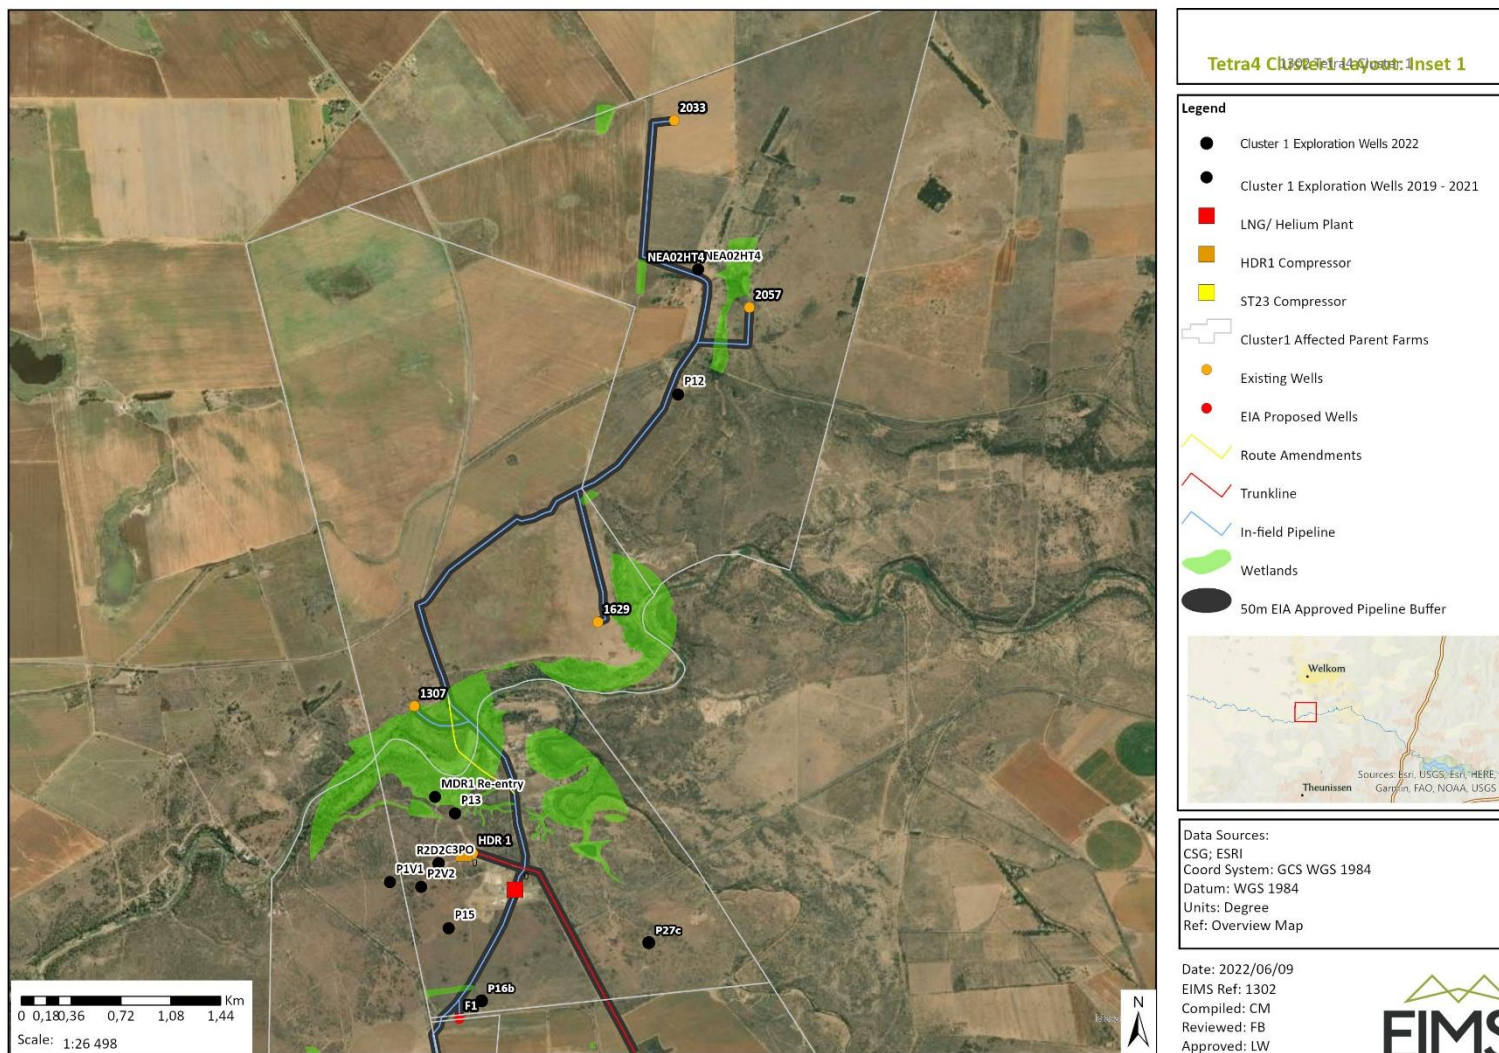 2033
NEA02HT4
NEA02HT4
2057
P12
1629
1307
MDR1 Re-entry
P13
HDR 1
R2D2C3PO
P1V1
P2V2
P15
P27c
P16b
F1
Km
0 0,180,36 0,72 1,08 1,44
Scale: 1:26 498
N
Tetra4 Cluster 1 Layout: Inset 1
Legend
Cluster 1 Exploration Wells 2022
Cluster 1 Exploration Wells 2019 - 2021
LNG/ Helium Plant
HDR1 Compressor
ST23 Compressor
Cluster1 Affected Parent Farms
Existing Wells
EIA Proposed Wells
Route Amendments
Trunkline
In-field Pipeline
Wetlands
50m EIA Approved Pipeline Buffer
Welkom
Theunissen
Sources: Esri, USGS, Esri, HERE,
Garmin, FAO, NOAA, USGS
Data Sources:
CSG; ESRI
Coord System: GCS WGS 1984
Datum: WGS 1984
Units: Degree
Ref: Overview Map
Date: 2022/06/09
EIMS Ref: 1302
Compiled: CM
Reviewed: FB
Approved: LW
EIMS